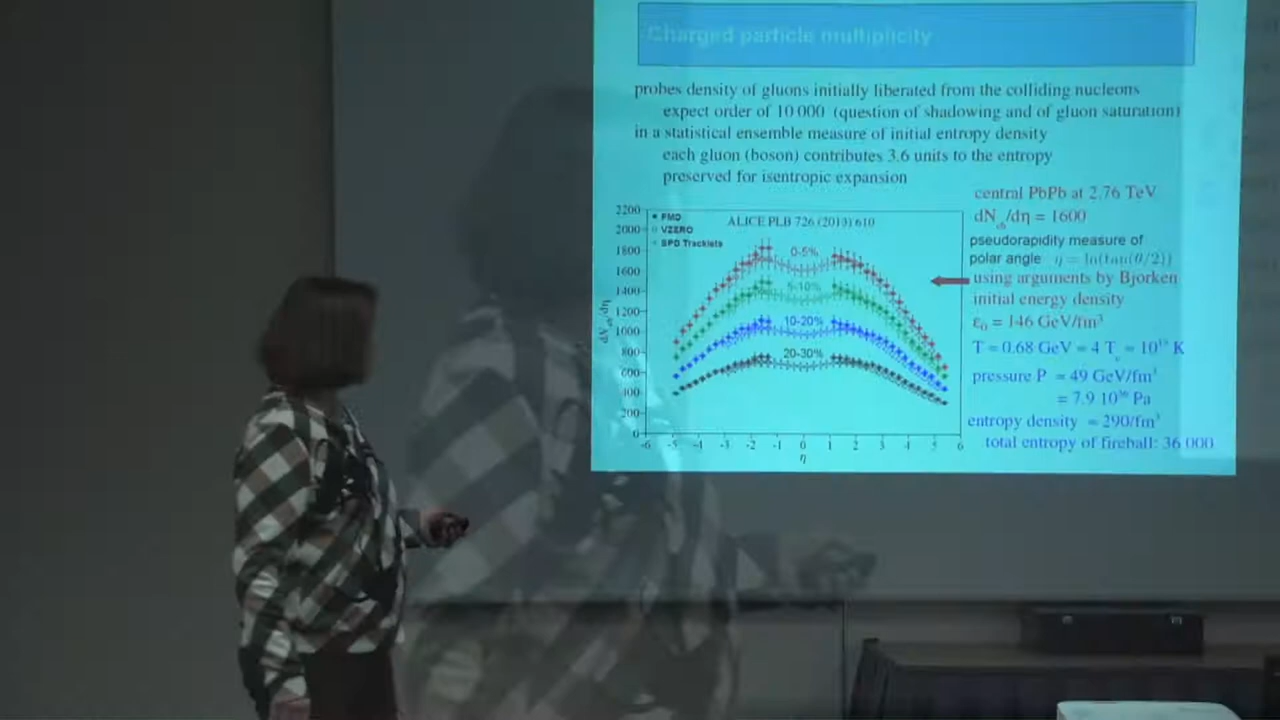 Charged particle multiplicity
probes density of gluons initially liberated from the colliding nucleons
expect order of 10 000 (question of shadowing and of gluon saturation)
in a statistical ensemble measure of initial entropy density
each gluon (boson) contributes 3.6 units to the entropy
preserved for isentropic expansion
central PbPb at 2.76 TeV
dN_ch/dη = 1600
pseudorapidity measure of
polar angle η = ln(tan(θ/2))
using arguments by Bjorken
initial energy density
ε₀ = 146 GeV/fm³
T = 0.68 GeV = 4 T_c = 10¹³ K
pressure P = 49 GeV/fm³
= 7.9 10³⁶ Pa
entropy density = 290/fm³
total entropy of fireball: 36 000
ALICE PLB 726 (2013) 610
FMD
VZERO
SPD Tracklets
0-5%
5-10%
10-20%
20-30%
dN_ch/dη
2200
2000
1800
1600
1400
1200
1000
800
600
400
200
0
-6 -5 -4 -3 -2 -1 0 1 2 3 4 5 6
η